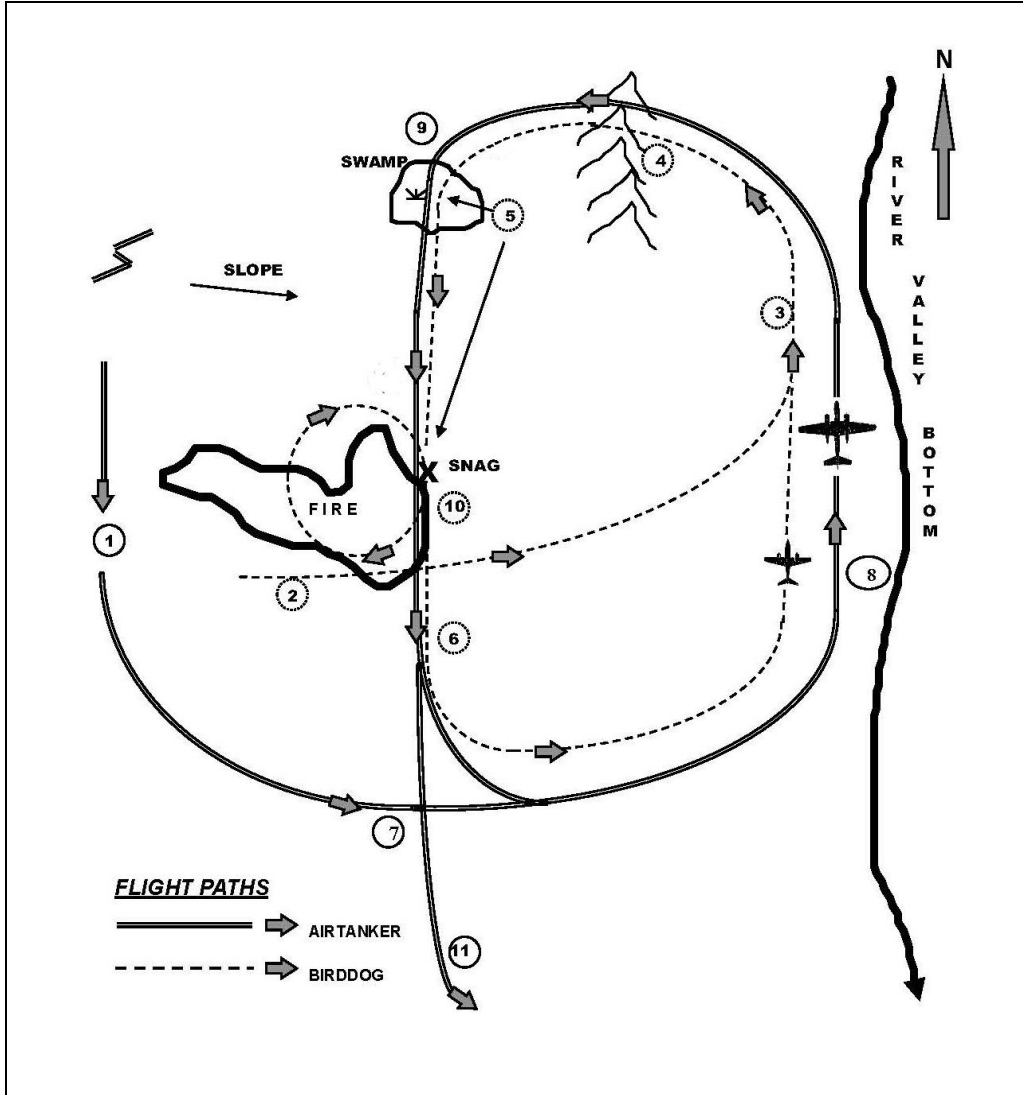 N
9
SWAMP
4
5
RIVER
VALLEY
BOTTOM
SLOPE
3
SNAG
FIRE
10
1
8
2
6
7
FLIGHT PATHS
AIRTANKER
BIRDDOG
11